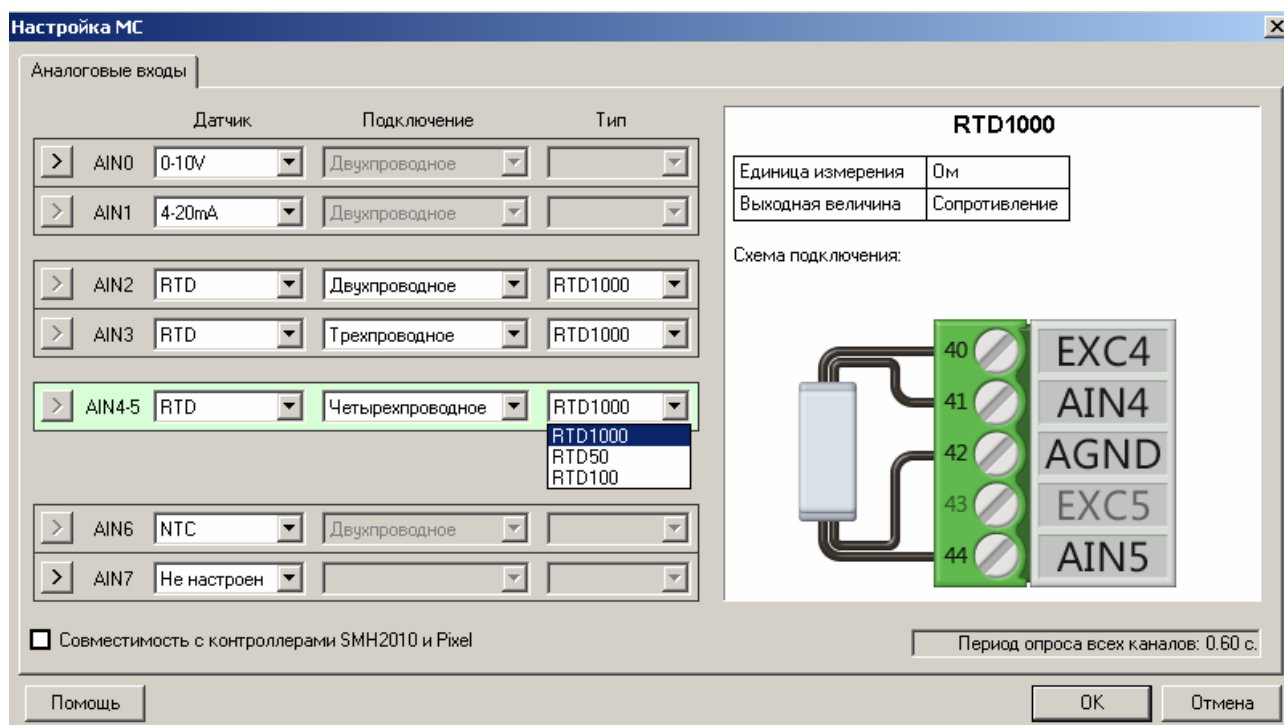 Настройка МС
Аналоговые входы
Датчик Подключение Тип
> AIN0 0-10V Двухпроводное
> AIN1 4-20mA Двухпроводное
> AIN2 RTD Двухпроводное RTD1000
> AIN3 RTD Трехпроводное RTD1000
> AIN4-5 RTD Четырехпроводное RTD1000
RTD1000
RTD50
RTD100
> AIN6 NTC Двухпроводное
> AIN7 Не настроен
Совместимость с контроллерами SMH2010 и Pixel
RTD1000
Единица измерения Ом
Выходная величина Сопротивление
Схема подключения:
40 EXC4
41 AIN4
42 AGND
43 EXC5
44 AIN5
Период опроса всех каналов: 0.60 с.
Помощь OK Отмена